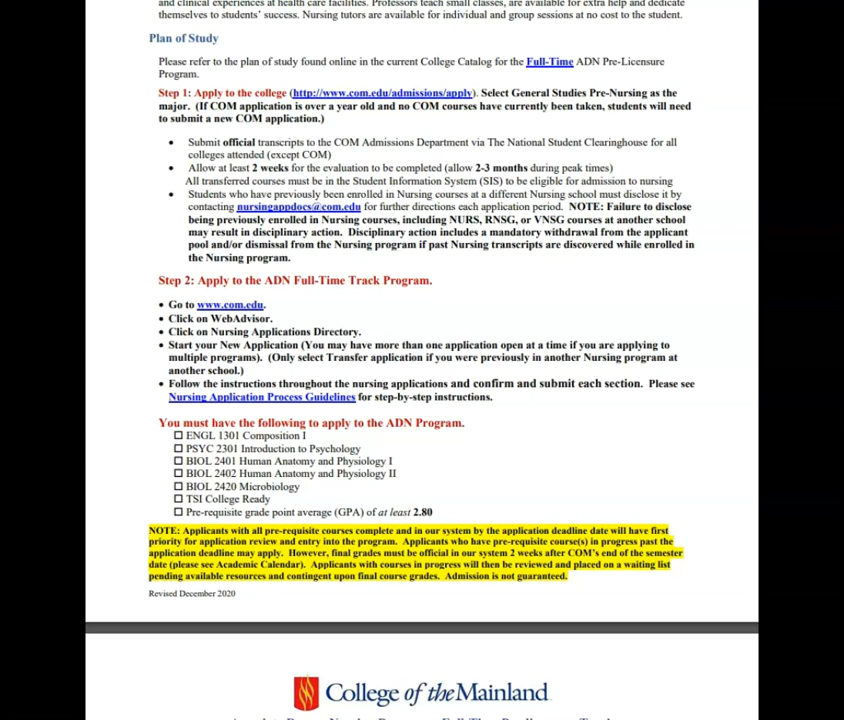 and clinical experiences at health care facilities. Professors teach small classes, are available for extra help and dedicate
themselves to students' success. Nursing tutors are available for individual and group sessions at no cost to the student.
Plan of Study
Please refer to the plan of study found online in the current College Catalog for the Full-Time ADN Pre-Licensure
Program.
Step 1: Apply to the college (http://www.com.edu/admissions/apply). Select General Studies Pre-Nursing as the
major. (If COM application is over a year old and no COM courses have currently been taken, students will need
to submit a new COM application.)
• Submit official transcripts to the COM Admissions Department via The National Student Clearinghouse for all
colleges attended (except COM)
• Allow at least 2 weeks for the evaluation to be completed (allow 2-3 months during peak times)
All transferred courses must be in the Student Information System (SIS) to be eligible for admission to nursing
• Students who have previously been enrolled in Nursing courses at a different Nursing school must disclose it by
contacting nursingappdocs@com.edu for further directions each application period. NOTE: Failure to disclose
being previously enrolled in Nursing courses, including NURS, RNSG, or VNSG courses at another school
may result in disciplinary action. Disciplinary action includes a mandatory withdrawal from the applicant
pool and/or dismissal from the Nursing program if past Nursing transcripts are discovered while enrolled in
the Nursing program.
Step 2: Apply to the ADN Full-Time Track Program.
• Go to www.com.edu.
• Click on WebAdvisor.
• Click on Nursing Applications Directory.
• Start your New Application (You may have more than one application open at a time if you are applying to
multiple programs). (Only select Transfer application if you were previously in another Nursing program at
another school.)
• Follow the instructions throughout the nursing applications and confirm and submit each section. Please see
Nursing Application Process Guidelines for step-by-step instructions.
You must have the following to apply to the ADN Program.
☐ ENGL 1301 Composition I
☐ PSYC 2301 Introduction to Psychology
☐ BIOL 2401 Human Anatomy and Physiology I
☐ BIOL 2402 Human Anatomy and Physiology II
☐ BIOL 2420 Microbiology
☐ TSI College Ready
☐ Pre-requisite grade point average (GPA) of at least 2.80
NOTE: Applicants with all pre-requisite courses complete and in our system by the application deadline date will have first
priority for application review and entry into the program. Applicants who have pre-requisite course(s) in progress past the
application deadline may apply. However, final grades must be official in our system 2 weeks after COM's end of the semester
date (please see Academic Calendar). Applicants with courses in progress will then be reviewed and placed on a waiting list
pending available resources and contingent upon final course grades. Admission is not guaranteed.
Revised December 2020
College of the Mainland